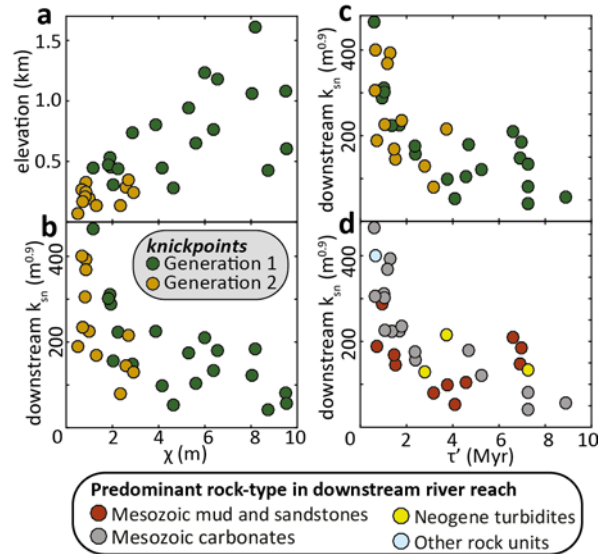 a
1.5
1.0
0.5
elevation (km)
b
400
200
0
downstream k_sn (m^0.9)
knickpoints
Generation 1
Generation 2
0 2 4 6 8 10
χ (m)
c
400
200
downstream k_sn (m^0.9)
d
400
200
0
downstream k_sn (m^0.9)
0 2 4 6 8 10
τ' (Myr)
Predominant rock-type in downstream river reach
Mesozoic mud and sandstones
Mesozoic carbonates
Neogene turbidites
Other rock units